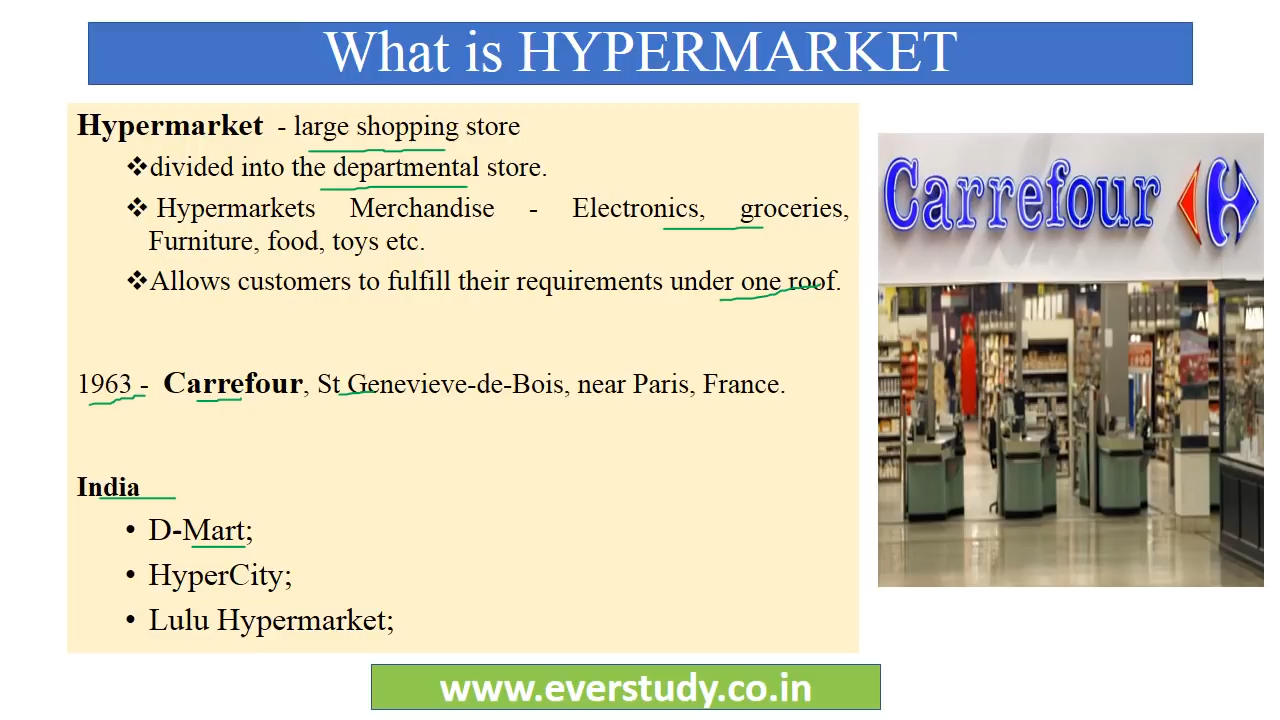 What is HYPERMARKET
Hypermarket - large shopping store
❖divided into the departmental store.
❖ Hypermarkets Merchandise - Electronics, groceries,
Furniture, food, toys etc.
❖Allows customers to fulfill their requirements under one roof.
1963 - Carrefour, St Genevieve-de-Bois, near Paris, France.
India
• D-Mart;
• HyperCity;
• Lulu Hypermarket;
Carrefour
www.everstudy.co.in